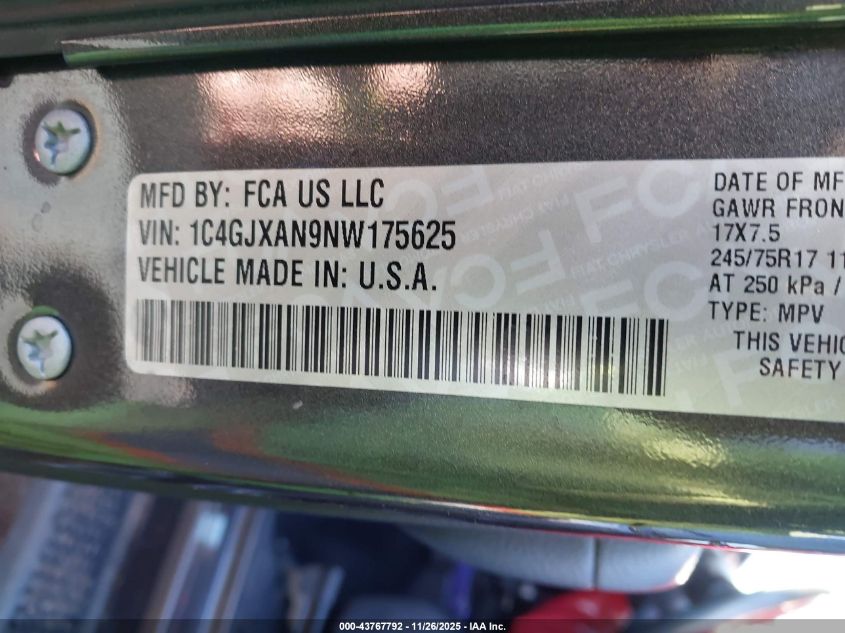 MFD BY: FCA US LLC
VIN: 1C4GJXAN9NW175625
VEHICLE MADE IN: U.S.A.
DATE OF MF
GAWR FRON
17X7.5
245/75R17 11
AT 250 kPa /
TYPE: MPV
THIS VEHIC
SAFETY
000-43767792 - 11/26/2025 - IAA Inc.